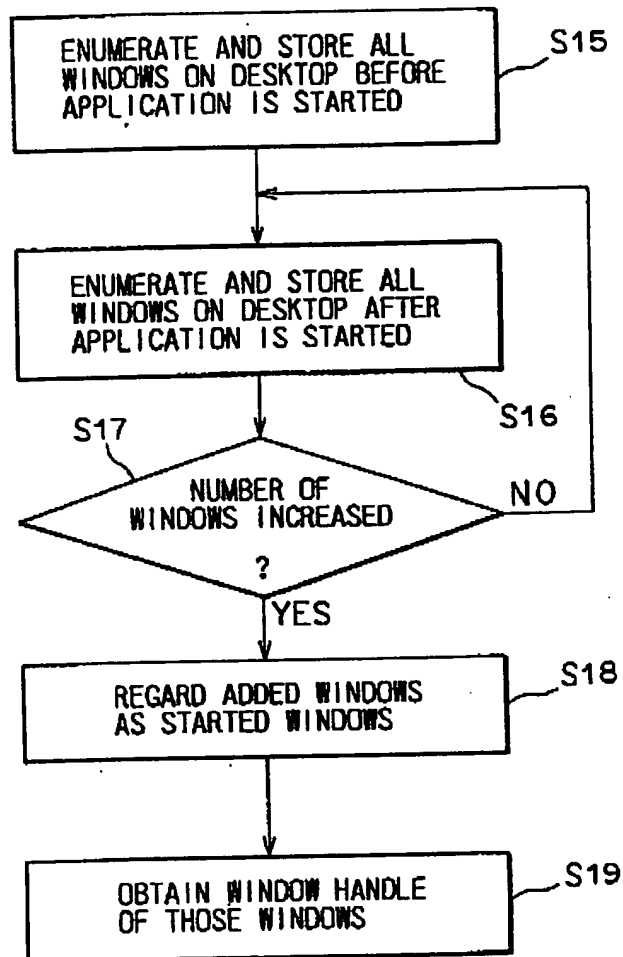 ENUMERATE AND STORE ALL
WINDOWS ON DESKTOP BEFORE
APPLICATION IS STARTED
S15
ENUMERATE AND STORE ALL
WINDOWS ON DESKTOP AFTER
APPLICATION IS STARTED
S16
S17
NUMBER OF
WINDOWS INCREASED
?
NO
YES
REGARD ADDED WINDOWS
AS STARTED WINDOWS
S18
OBTAIN WINDOW HANDLE
OF THOSE WINDOWS
S19